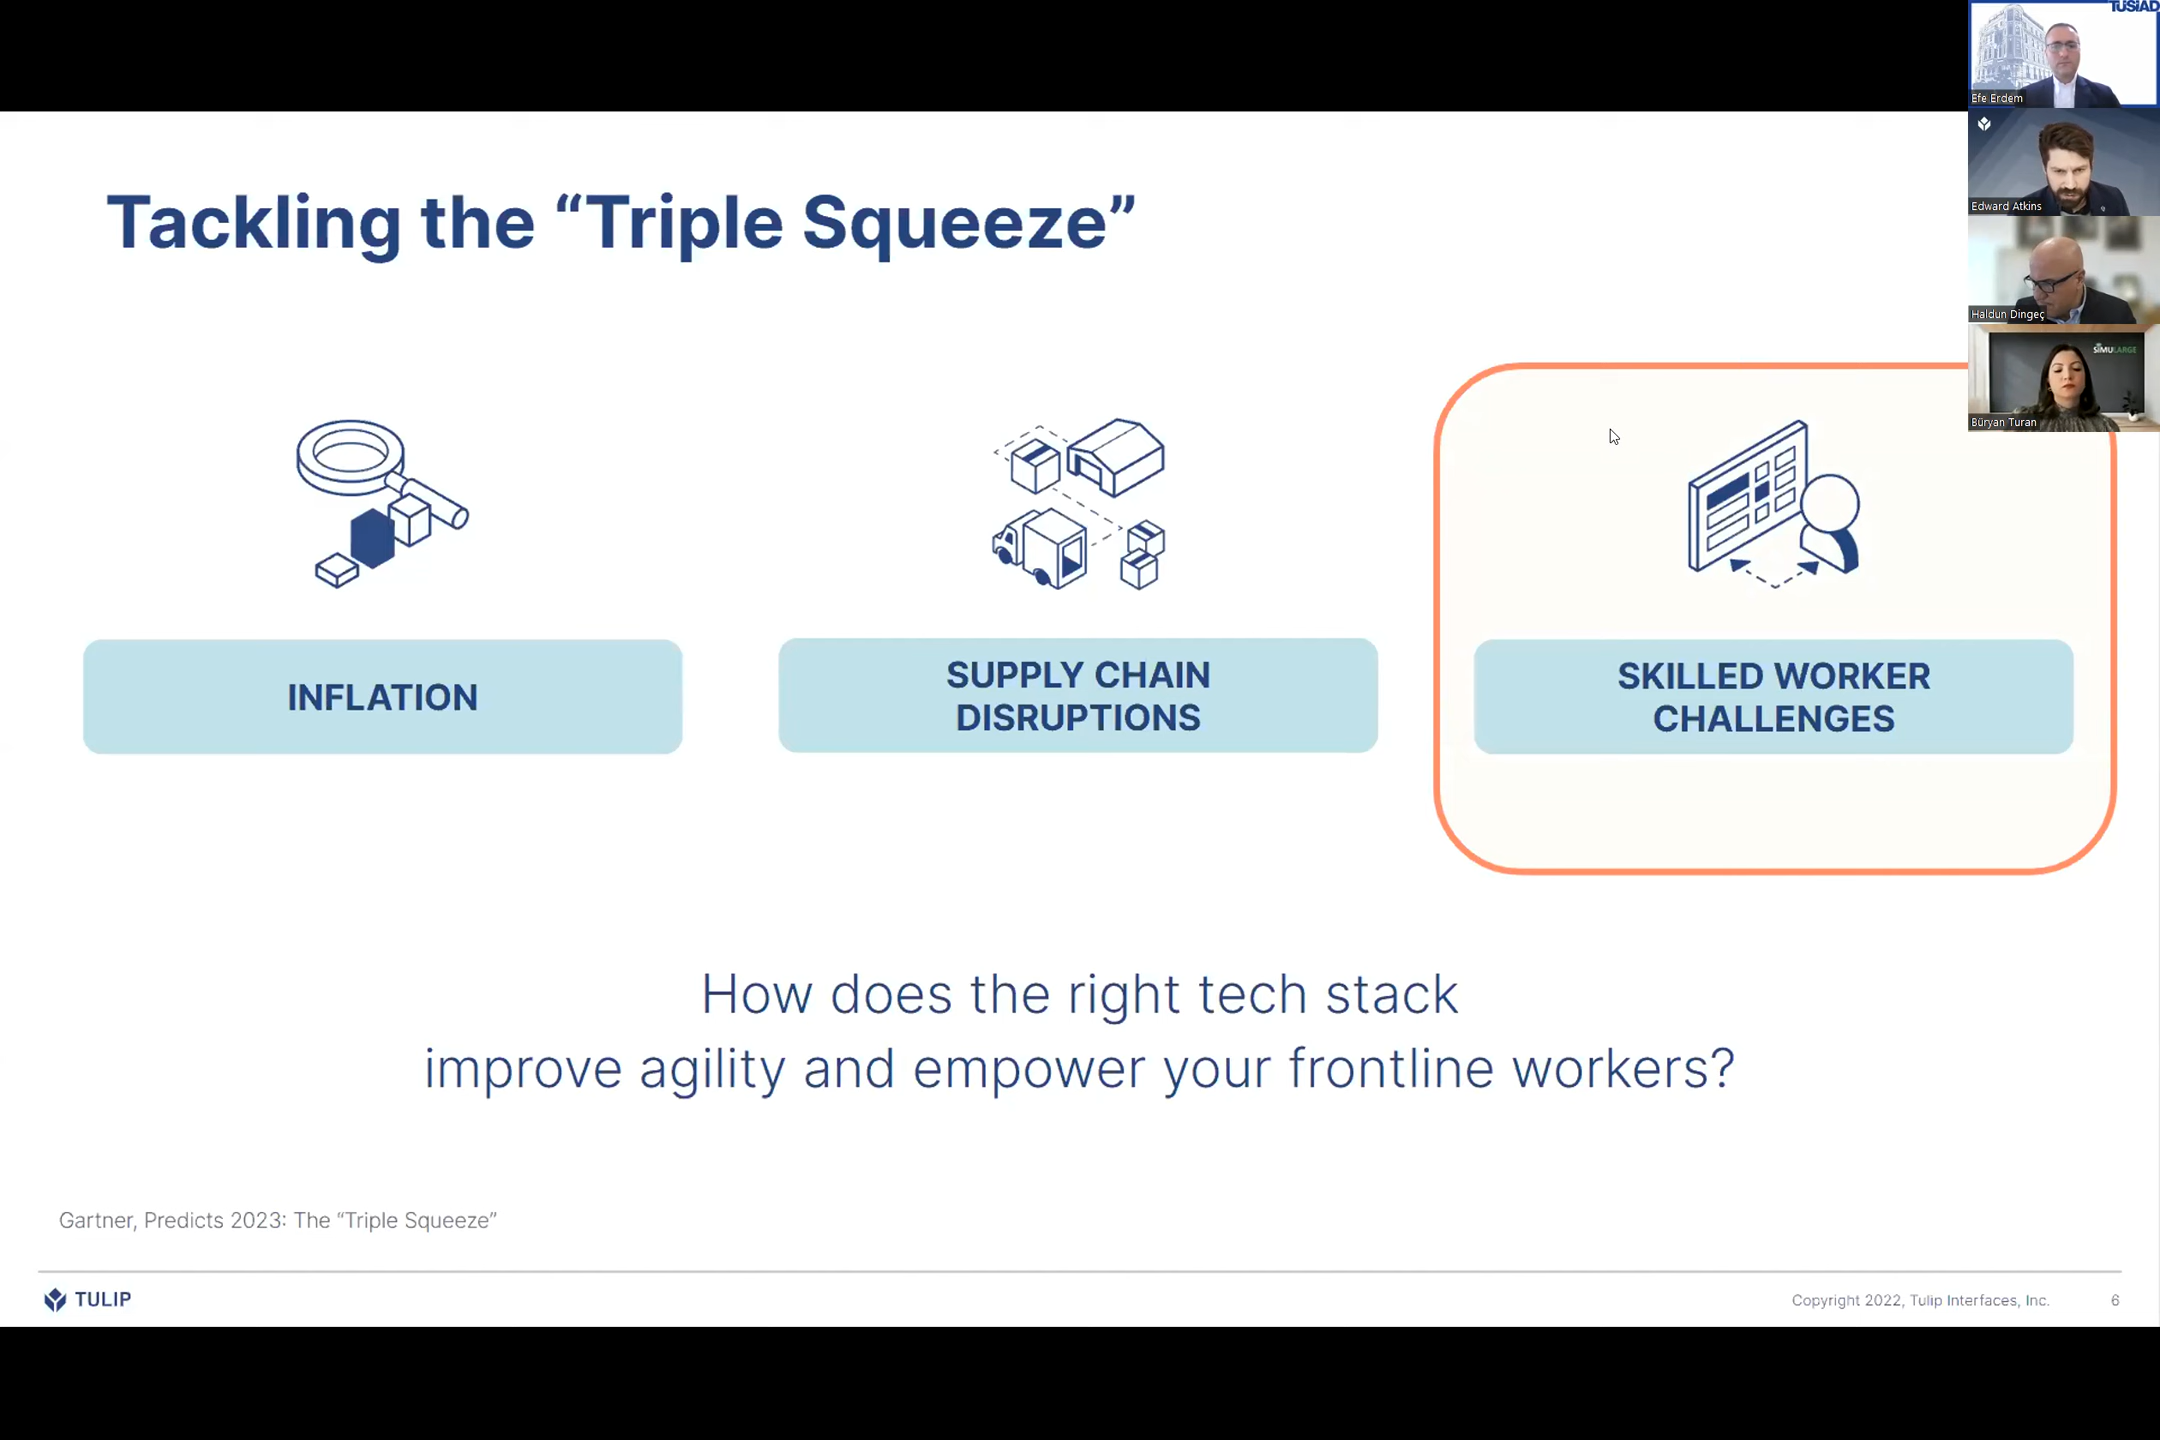 TÜSİAD
Efe Erdem
Edward Atkins
Haldun Dingeç
SİMULARGE
Büryan Turan
Tackling the “Triple Squeeze”
INFLATION
SUPPLY CHAIN
DISRUPTIONS
SKILLED WORKER
CHALLENGES
How does the right tech stack
improve agility and empower your frontline workers?
Gartner, Predicts 2023: The “Triple Squeeze”
TULIP
Copyright 2022, Tulip Interfaces, Inc.
6